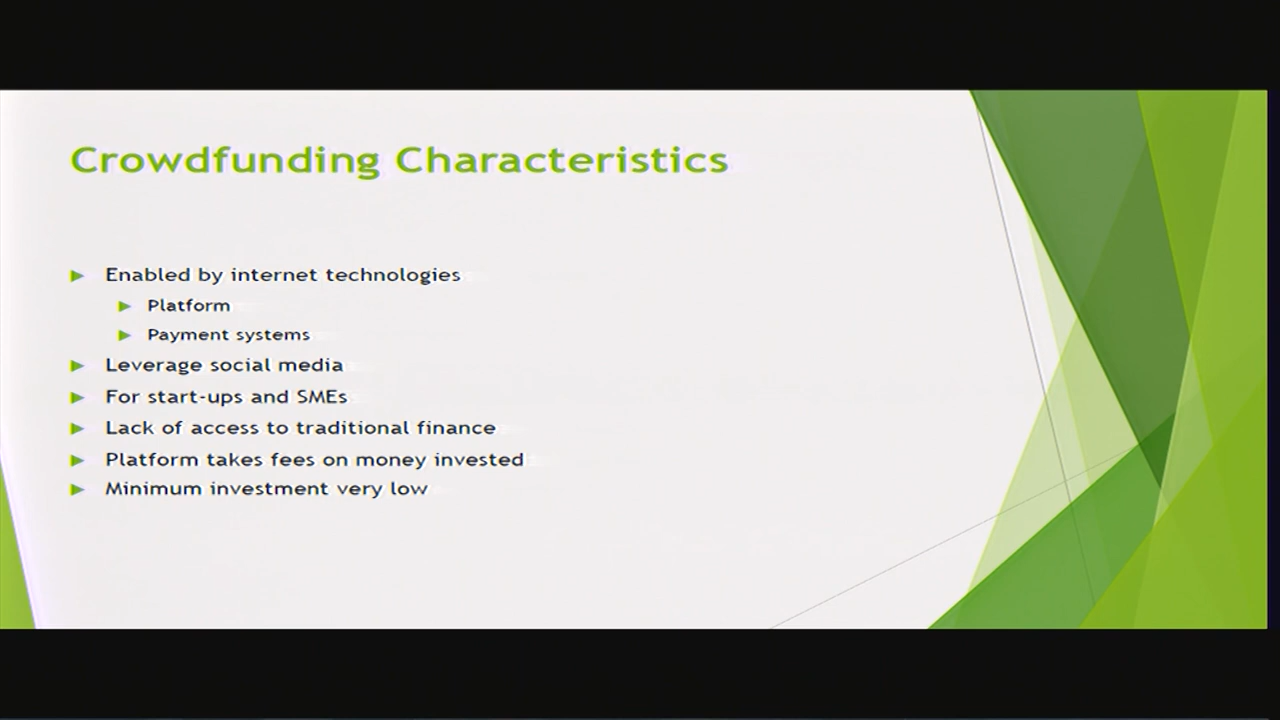 Crowdfunding Characteristics
Enabled by internet technologies
Platform
Payment systems
Leverage social media
For start-ups and SMEs
Lack of access to traditional finance
Platform takes fees on money invested
Minimum investment very low